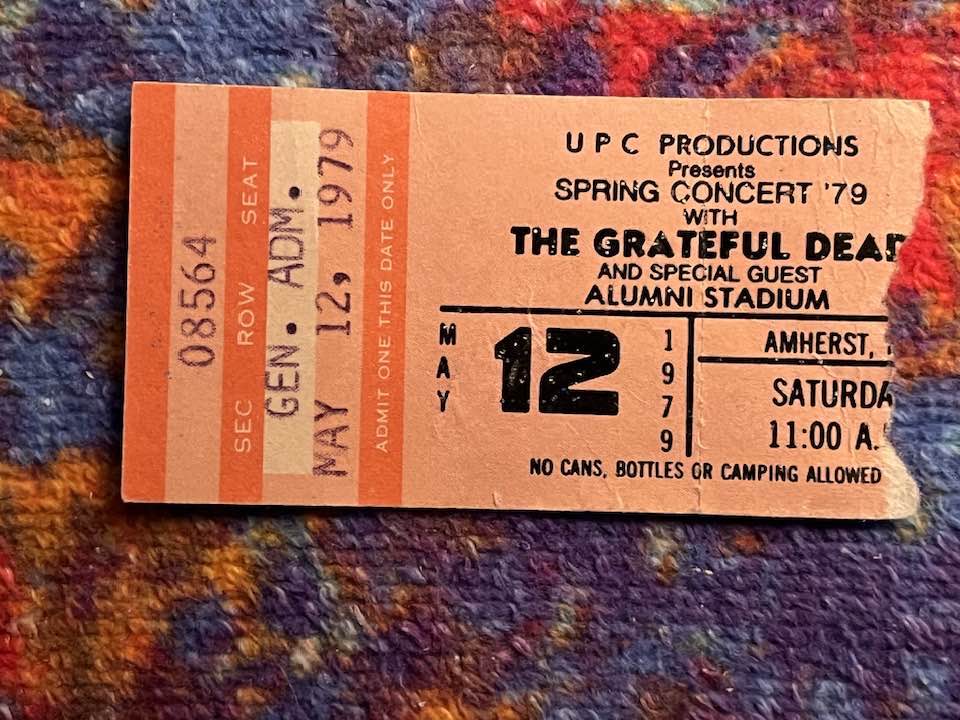 08564
SEC ROW SEAT
GEN. ADM.
MAY 12, 1979
ADMIT ONE THIS DATE ONLY
U P C PRODUCTIONS
Presents
SPRING CONCERT '79
WITH
THE GRATEFUL DEAD
AND SPECIAL GUEST
ALUMNI STADIUM
MAY
12
1979
AMHERST,
SATURDA
11:00 A.
NO CANS, BOTTLES OR CAMPING ALLOWED